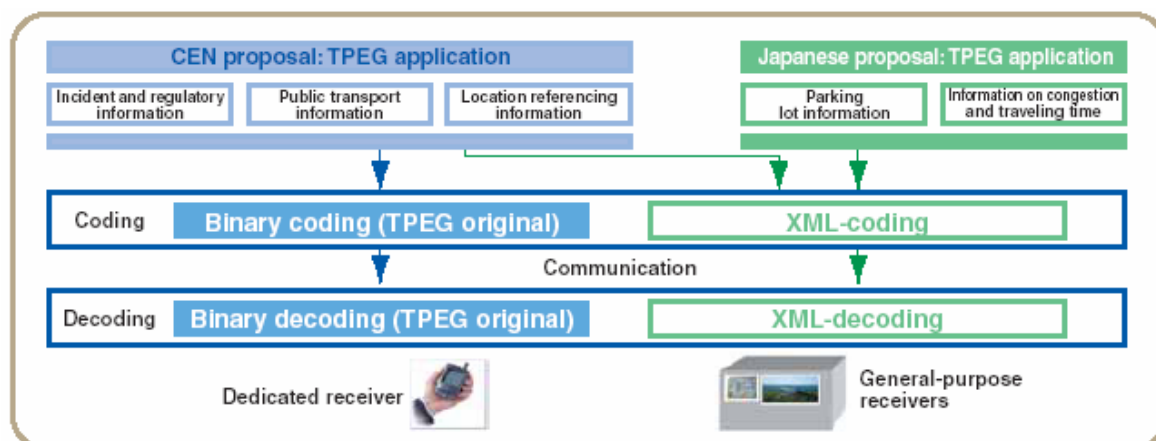 CEN proposal: TPEG application
Japanese proposal: TPEG application
Incident and regulatory
information
Public transport
information
Location referencing
information
Parking
lot information
Information on congestion
and traveling time
Coding
Binary coding (TPEG original)
XML-coding
Communication
Decoding
Binary decoding (TPEG original)
XML-decoding
Dedicated receiver
General-purpose
receivers